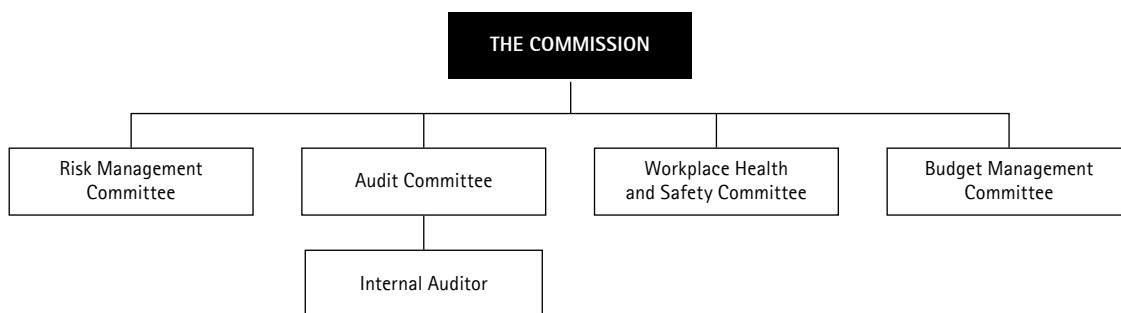 THE COMMISSION
Risk Management
Committee
Audit Committee
Workplace Health
and Safety Committee
Budget Management
Committee
Internal Auditor